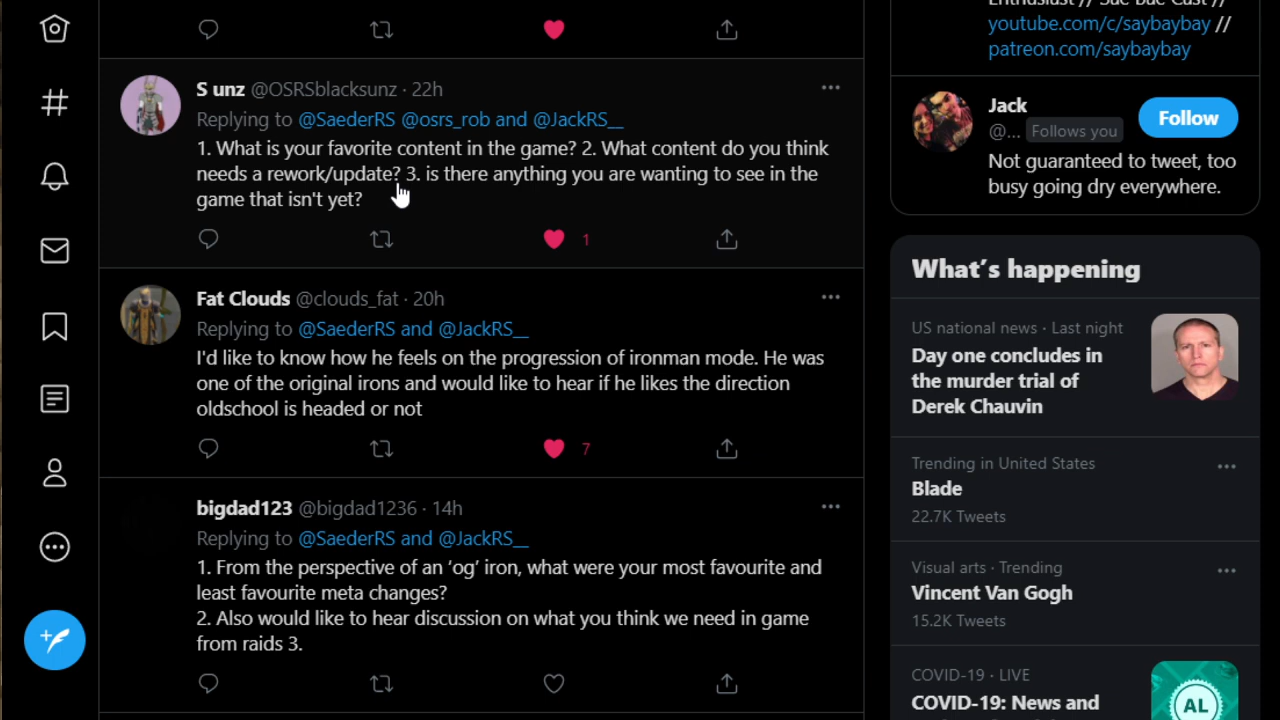 S unz @OSRSblacksunz · 22h
Replying to @SaederRS @osrs_rob and @JackRS__
1. What is your favorite content in the game? 2. What content do you think
needs a rework/update? 3. is there anything you are wanting to see in the
game that isn't yet?
1
Fat Clouds @clouds_fat · 20h
Replying to @SaederRS and @JackRS__
I'd like to know how he feels on the progression of ironman mode. He was
one of the original irons and would like to hear if he likes the direction
oldschool is headed or not
7
bigdad123 @bigdad1236 · 14h
Replying to @SaederRS and @JackRS__
1. From the perspective of an ‘og’ iron, what were your most favourite and
least favourite meta changes?
2. Also would like to hear discussion on what you think we need in game
from raids 3.
youtube.com/c/saybaybay //
patreon.com/saybaybay
Jack
@... Follows you
Follow
Not guaranteed to tweet, too
busy going dry everywhere.
What’s happening
US national news · Last night
Day one concludes in
the murder trial of
Derek Chauvin
Trending in United States
Blade
22.7K Tweets
Visual arts · Trending
Vincent Van Gogh
15.2K Tweets
COVID-19 · LIVE
COVID-19: News and
AL